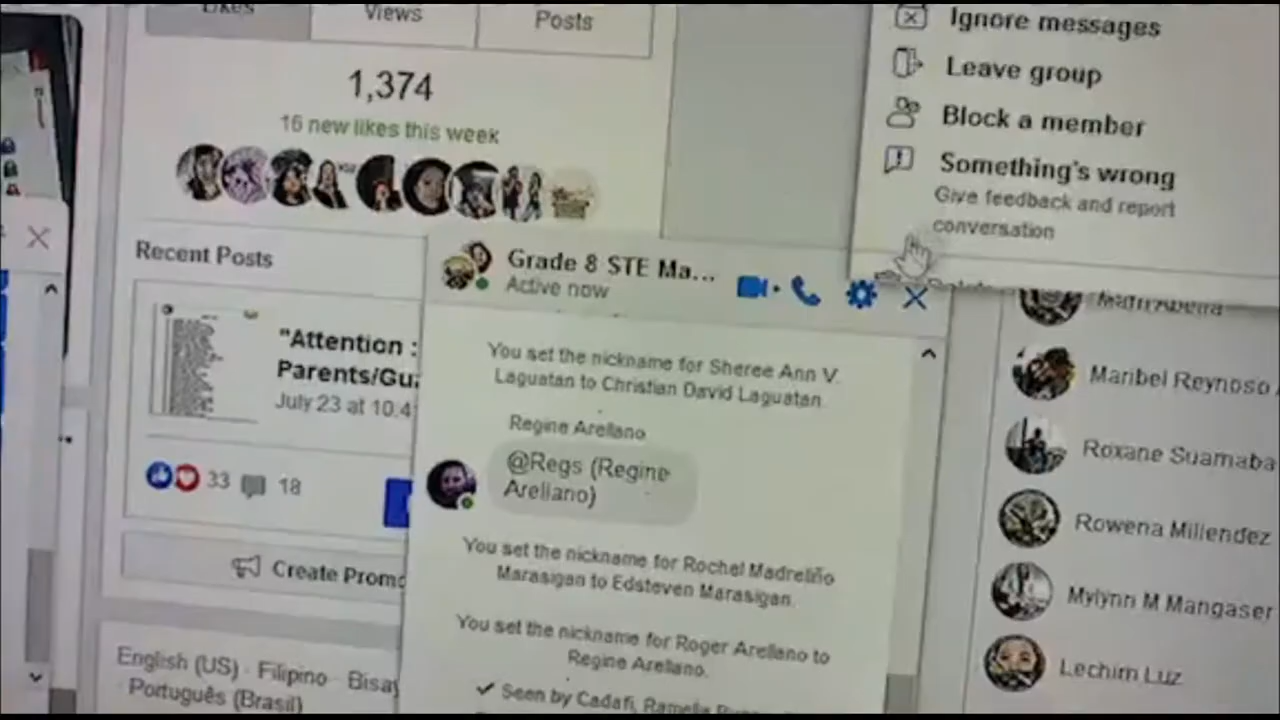 Likes
Views
Posts
1,374
16 new likes this week
Recent Posts
"Attention :
Parents/Gua
July 23 at 10:4
33
18
Create Promo
English (US) · Filipino · Bisay
· Português (Brasil)
Ignore messages
Leave group
Block a member
Something's wrong
Give feedback and report
conversation
Grade 8 STE Ma...
Active now
You set the nickname for Sheree Ann V.
Laguatan to Christian David Laguatan.
Regine Arellano
@Regs (Regine
Arellano)
You set the nickname for Rochel Madreliño
Marasigan to Edsteven Marasigan.
You set the nickname for Roger Arellano to
Regine Arellano.
Seen by Cadafi, Ramella
Maribel Reynoso
Roxane Suamaba
Rowena Millendez
Mylynn M Mangaser
Lechim Luz